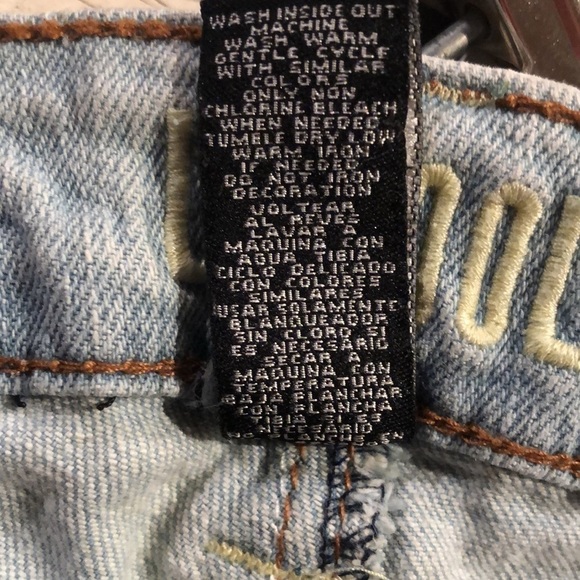 WASH INSIDE OUT
MACHINE
WASH WARM
GENTLE CYCLE
WITH SIMILAR
COLORS
ONLY NON
CHLORINE BLEACH
WHEN NEEDED
TUMBLE DRY LOW
WARM IRON
IF NEEDED
DO NOT IRON
DECORATION
VOLTEAR
AL REVES
LAVAR A
MAQUINA CON
AGUA TIBIA
CICLO DELICADO
CON COLORES
SIMILARES
USAR SOLAMENTE
BLANQUEADOR
SIN CLORO SI
ES NECESARIO
SECAR A
MAQUINA CON
TEMPERATURA
BAJA PLANCHAR
CON PLANCHA
TIBIA SI ES
NECESARIO